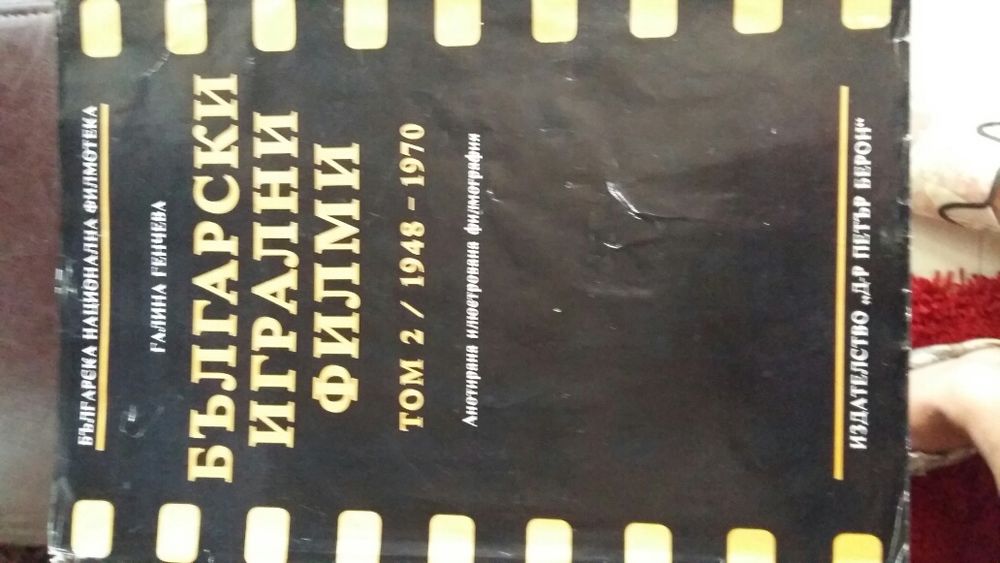 БЪЛГАРСКА НАЦИОНАЛНА ФИЛМОТЕКА
ГАЛИНА ГЕНЧЕВА
БЪЛГАРСКИ
ИГРАЛНИ
ФИЛМИ
ТОМ 2 / 1948 – 1970
Анотирана илюстрована филмография
ИЗДАТЕЛСТВО „Д-Р ПЕТЪР БЕРОН“